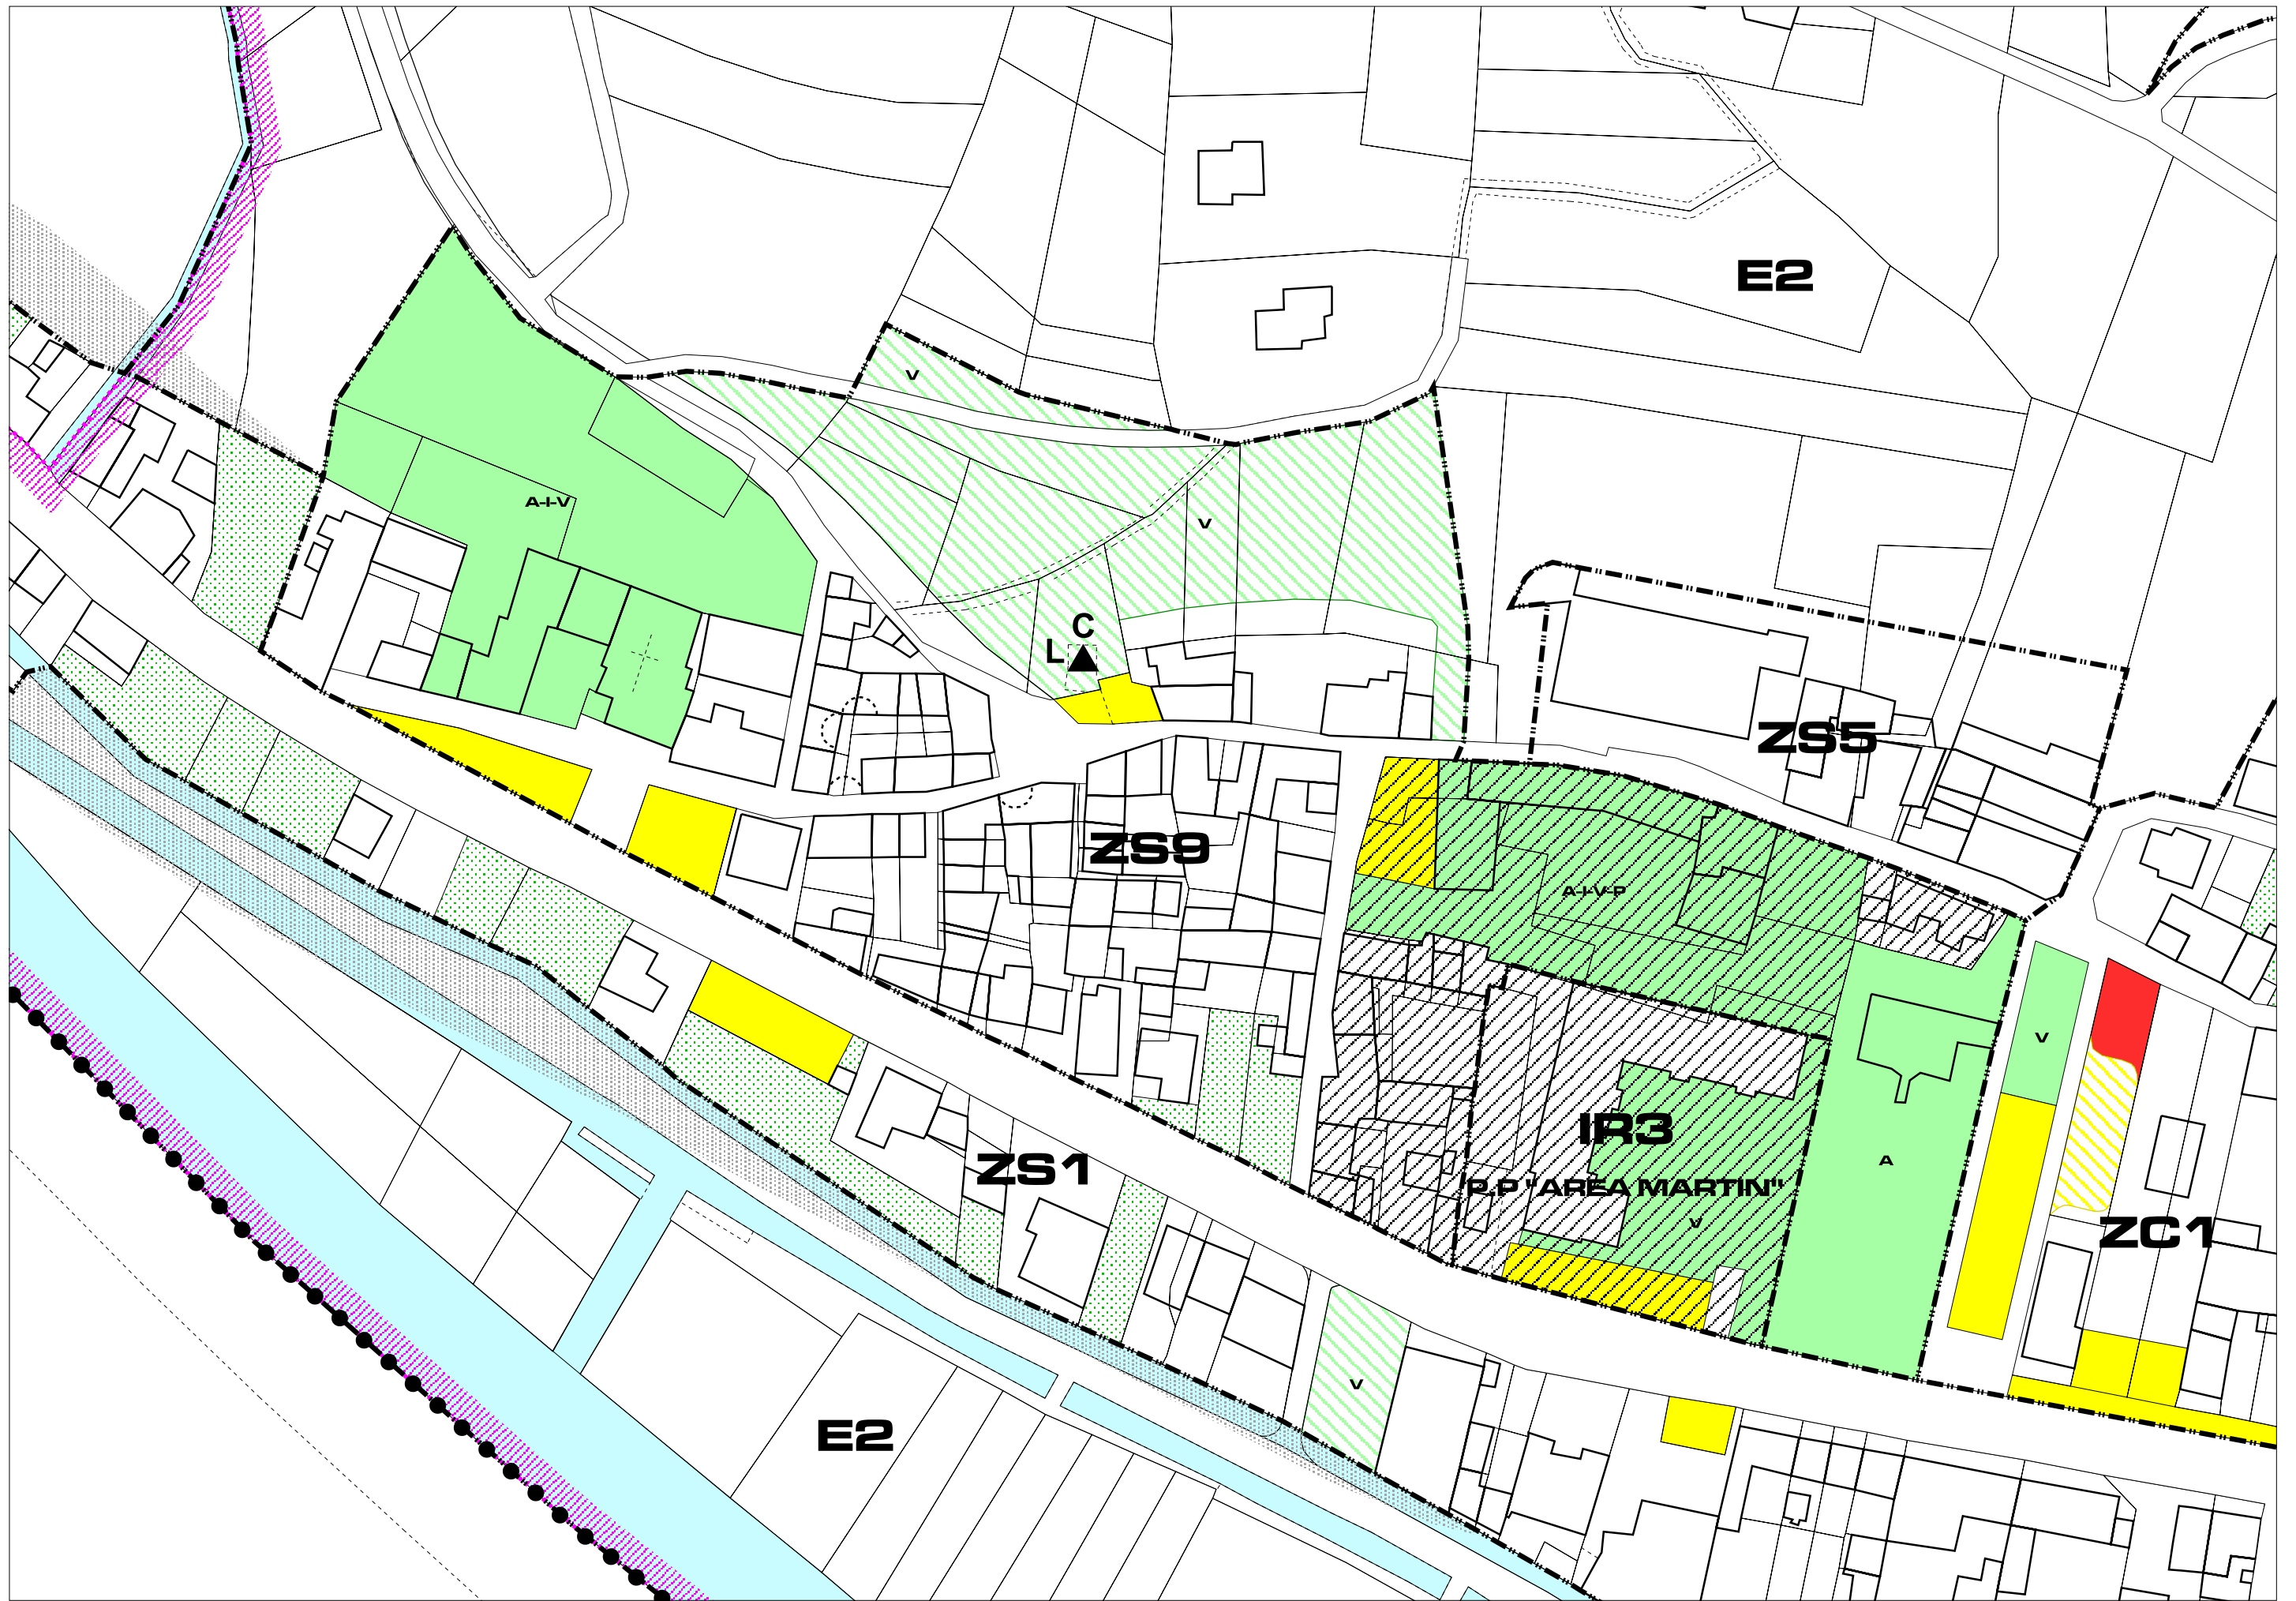 E2
V
A-I-V
V
C
L
ZS5
ZS9
A-I-V-P
V
IR3
A
ZS1
P.P "AREA MARTIN"
V
ZC1
V
E2